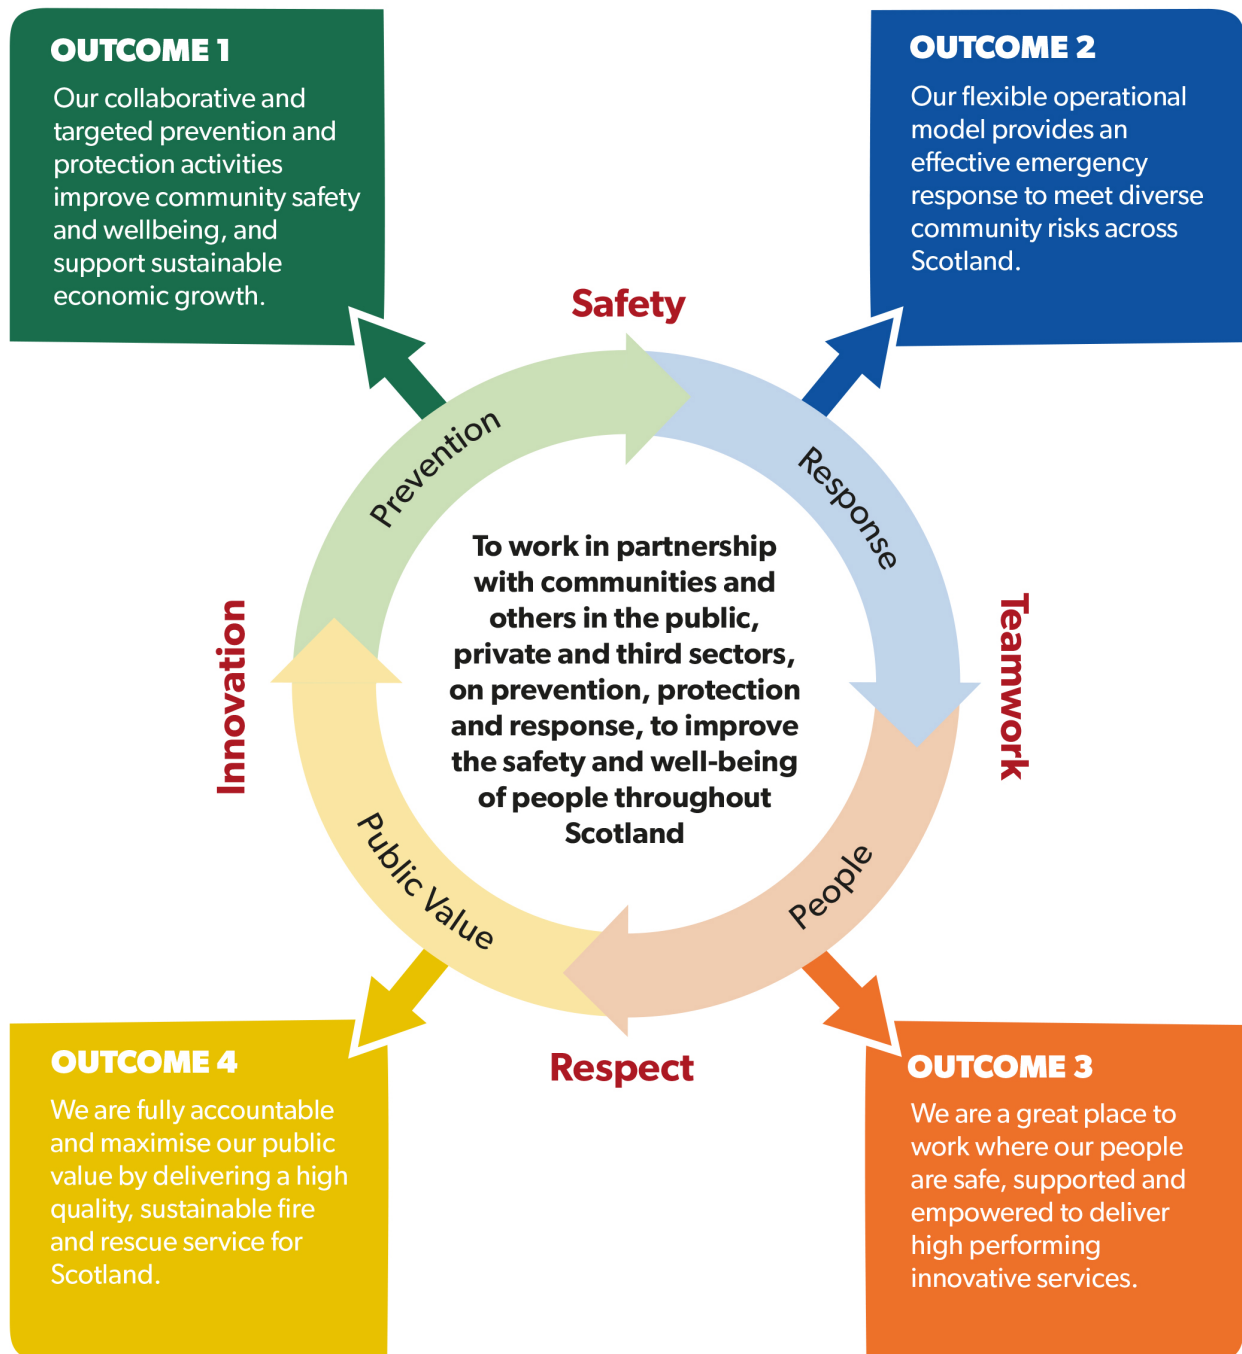 OUTCOME 1
Our collaborative and
targeted prevention and
protection activities
improve community safety
and wellbeing, and
support sustainable
economic growth.
OUTCOME 2
Our flexible operational
model provides an
effective emergency
response to meet diverse
community risks across
Scotland.
Safety
Prevention
Response
Innovation
To work in partnership
with communities and
others in the public,
private and third sectors,
on prevention, protection
and response, to improve
the safety and well-being
of people throughout
Scotland
Teamwork
Public Value
People
Respect
OUTCOME 4
We are fully accountable
and maximise our public
value by delivering a high
quality, sustainable fire
and rescue service for
Scotland.
OUTCOME 3
We are a great place to
work where our people
are safe, supported and
empowered to deliver
high performing
innovative services.